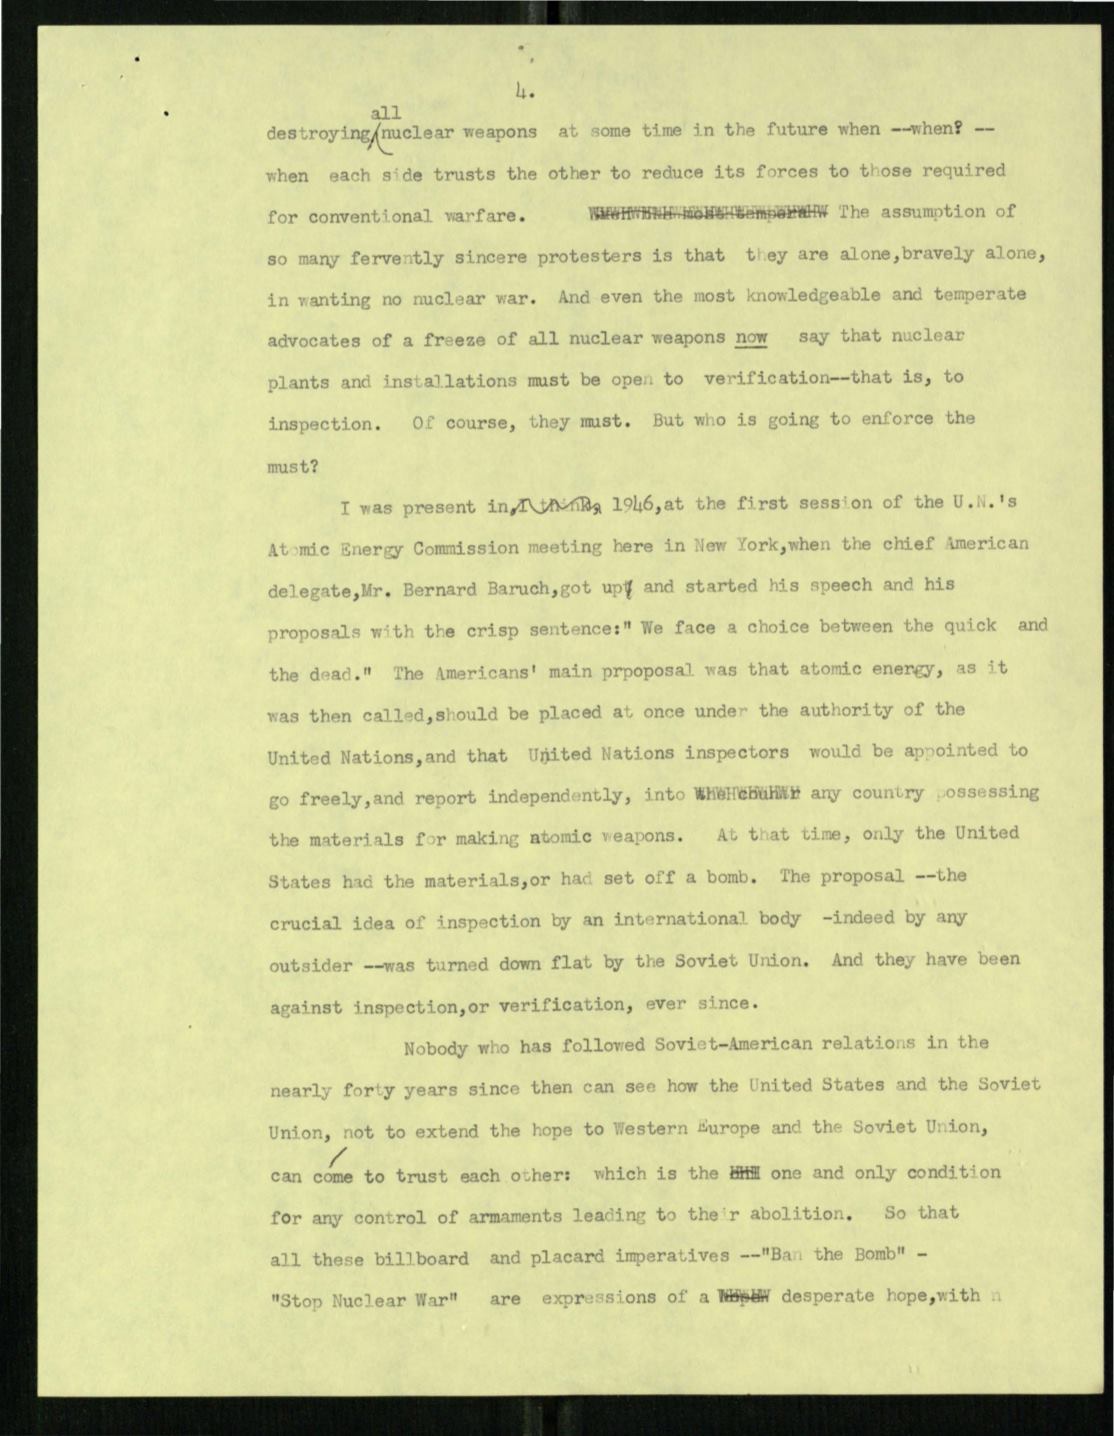 4.
all
destroying nuclear weapons at some time in the future when --when? --
when each side trusts the other to reduce its forces to those required
for conventional warfare. The assumption of
so many fervently sincere protesters is that they are alone,bravely alone,
in wanting no nuclear war. And even the most knowledgeable and temperate
advocates of a freeze of all nuclear weapons now say that nuclear
plants and installations must be open to verification--that is, to
inspection. Of course, they must. But who is going to enforce the
must?
I was present in, I think, 1946,at the first session of the U.N.'s
Atomic Energy Commission meeting here in New York,when the chief American
delegate,Mr. Bernard Baruch,got up and started his speech and his
proposals with the crisp sentence:" We face a choice between the quick and
the dead." The Americans' main prpoposal was that atomic energy, as it
was then called,should be placed at once under the authority of the
United Nations,and that United Nations inspectors would be appointed to
go freely,and report independently, into any country possessing
the materials for making atomic weapons. At that time, only the United
States had the materials,or had set off a bomb. The proposal --the
crucial idea of inspection by an international body -indeed by any
outsider --was turned down flat by the Soviet Union. And they have been
against inspection,or verification, ever since.
Nobody who has followed Soviet-American relations in the
nearly forty years since then can see how the United States and the Soviet
Union, not to extend the hope to Western Europe and the Soviet Union,
can come to trust each other: which is the one and only condition
for any control of armaments leading to their abolition. So that
all these billboard and placard imperatives --"Ban the Bomb" -
"Stop Nuclear War" are expressions of a desperate hope,with